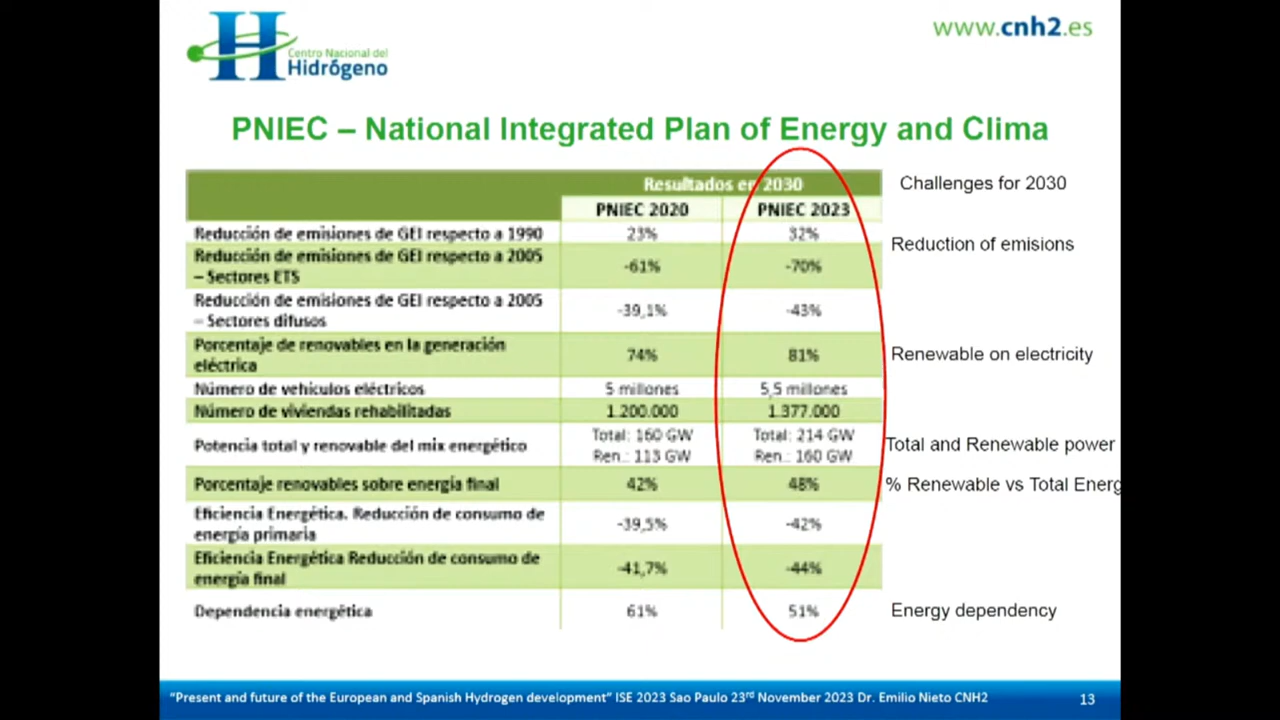 Centro Nacional del
Hidrógeno
www.cnh2.es
PNIEC – National Integrated Plan of Energy and Clima
Resultados en 2030
Challenges for 2030
PNIEC 2020 PNIEC 2023
Reducción de emisiones de GEI respecto a 1990 23% 32%
Reduction of emisions
Reducción de emisiones de GEI respecto a 2005
– Sectores ETS -61% -70%
Reducción de emisiones de GEI respecto a 2005
– Sectores difusos -39,1% -43%
Porcentaje de renovables en la generación
eléctrica 74% 81%
Renewable on electricity
Número de vehículos eléctricos 5 millones 5,5 millones
Número de viviendas rehabilitadas 1.200.000 1.377.000
Potencia total y renovable del mix energético
Total: 160 GW Total: 214 GW
Ren.: 113 GW Ren.: 160 GW
Total and Renewable power
Porcentaje renovables sobre energía final 42% 48%
% Renewable vs Total Energ
Eficiencia Energética. Reducción de consumo de
energía primaria -39,5% -42%
Eficiencia Energética Reducción de consumo de
energía final -41,7% -44%
Dependencia energética 61% 51%
Energy dependency
“Present and future of the European and Spanish Hydrogen development” ISE 2023 Sao Paulo 23rd November 2023 Dr. Emilio Nieto CNH2
13